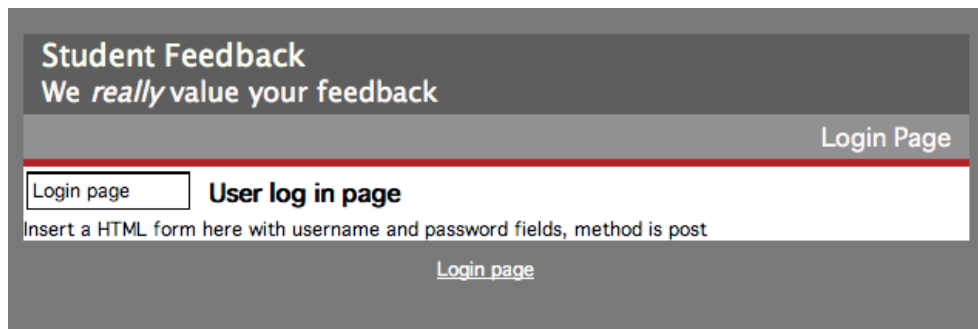 Student Feedback
We really value your feedback
Login Page
Login page
User log in page
Insert a HTML form here with username and password fields, method is post
Login page